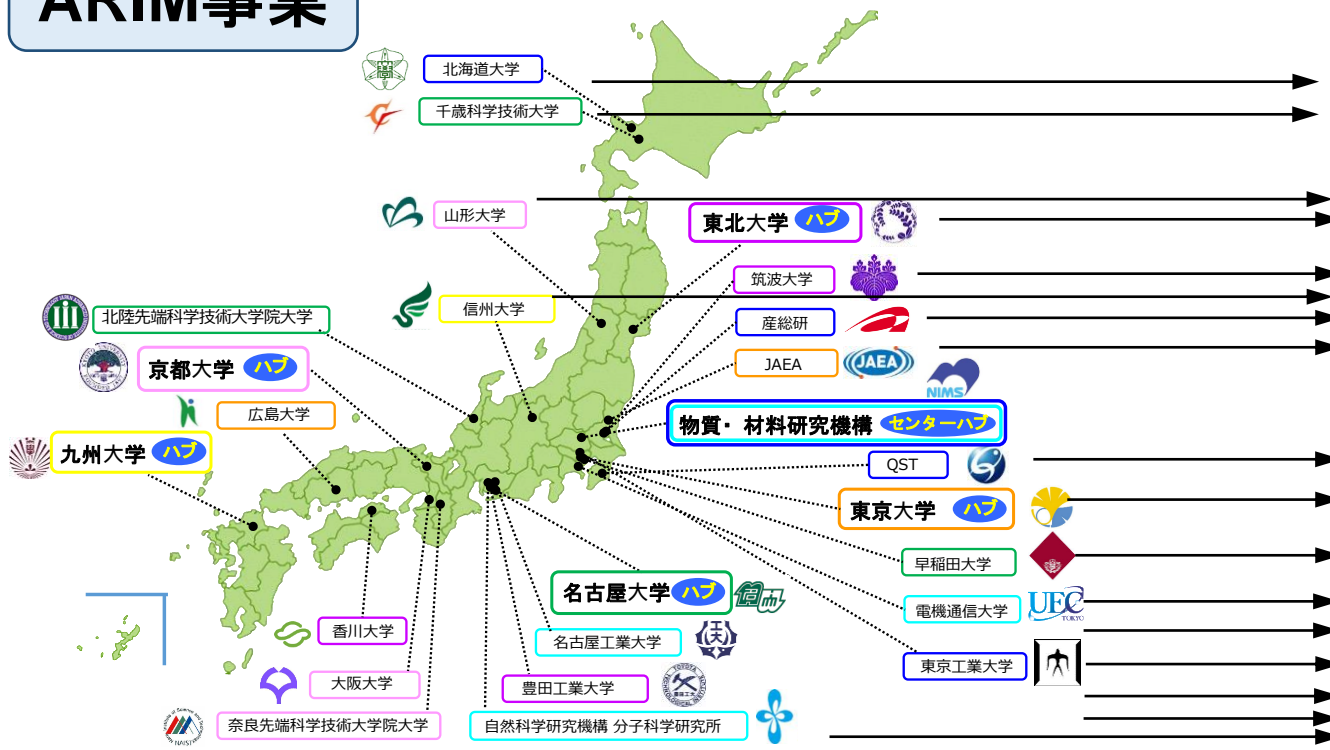 ARIM事業
北海道大学
千歳科学技術大学
山形大学
東北大学 ハブ
筑波大学
信州大学
北陸先端科学技術大学院大学
産総研
京都大学 ハブ
JAEA
JAEA
NIMS
広島大学
物質・材料研究機構 センターハブ
九州大学 ハブ
QST
東京大学 ハブ
早稲田大学
名古屋大学 ハブ
電機通信大学
UEC
TOKYO
香川大学
名古屋工業大学
東京工業大学
大阪大学
豊田工業大学
奈良先端科学技術大学院大学
自然科学研究機構 分子科学研究所